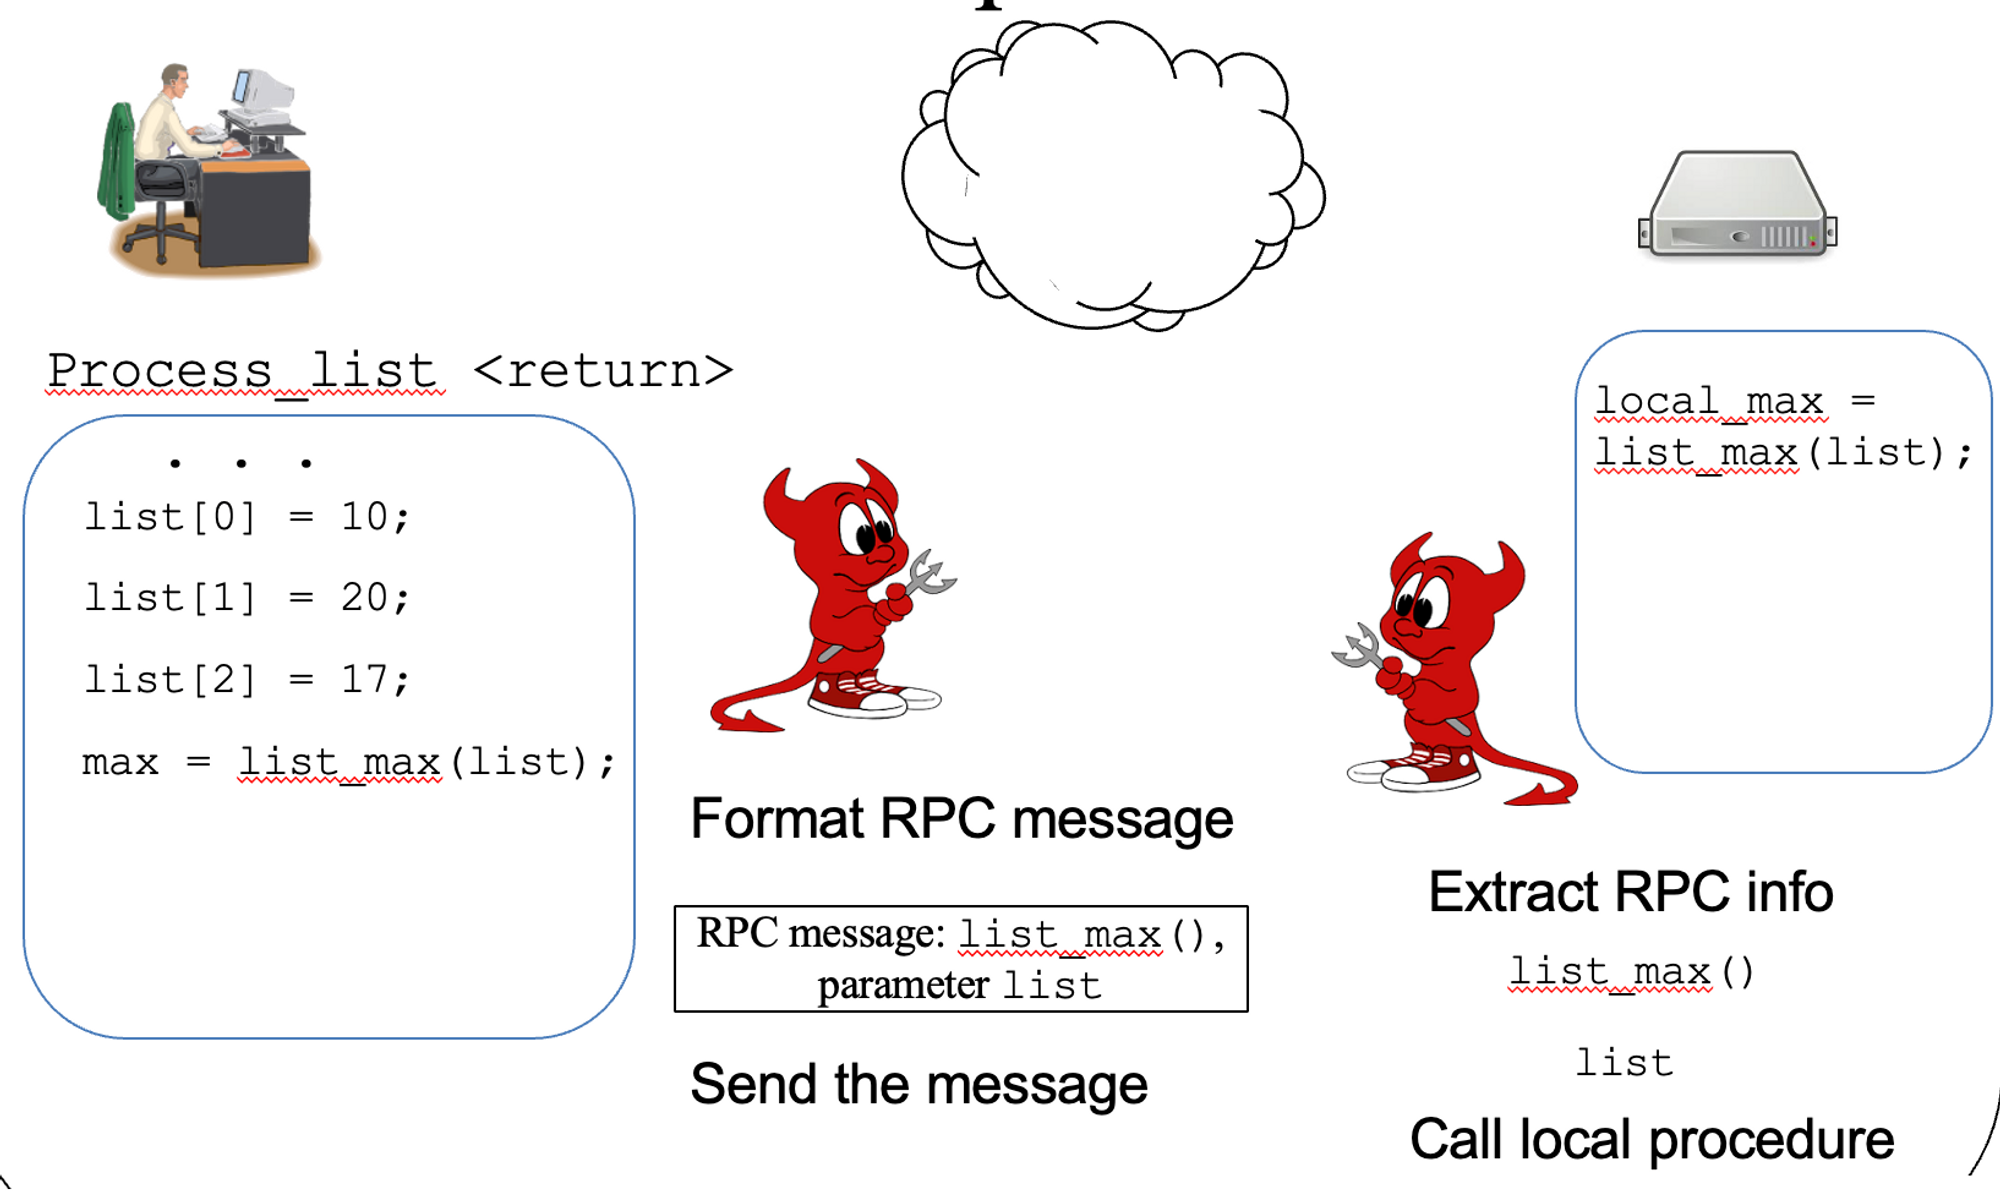 Process_list <return>
. . .
list[0] = 10;
list[1] = 20;
list[2] = 17;
max = list_max(list);
Format RPC message
RPC message: list_max(),
parameter list
Send the message
local_max =
list_max(list);
Extract RPC info
list_max()
list
Call local procedure